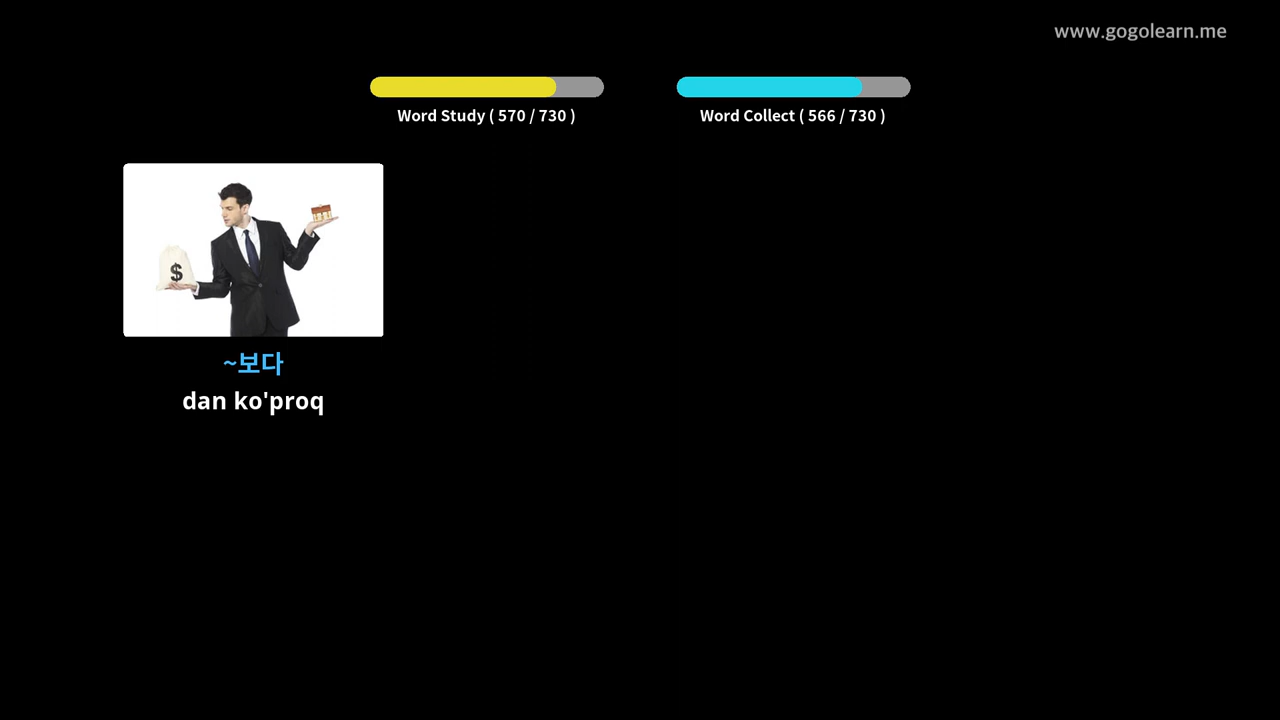 www.gogolearn.me
Word Study ( 570 / 730 )
Word Collect ( 566 / 730 )
$
~보다
dan ko'proq